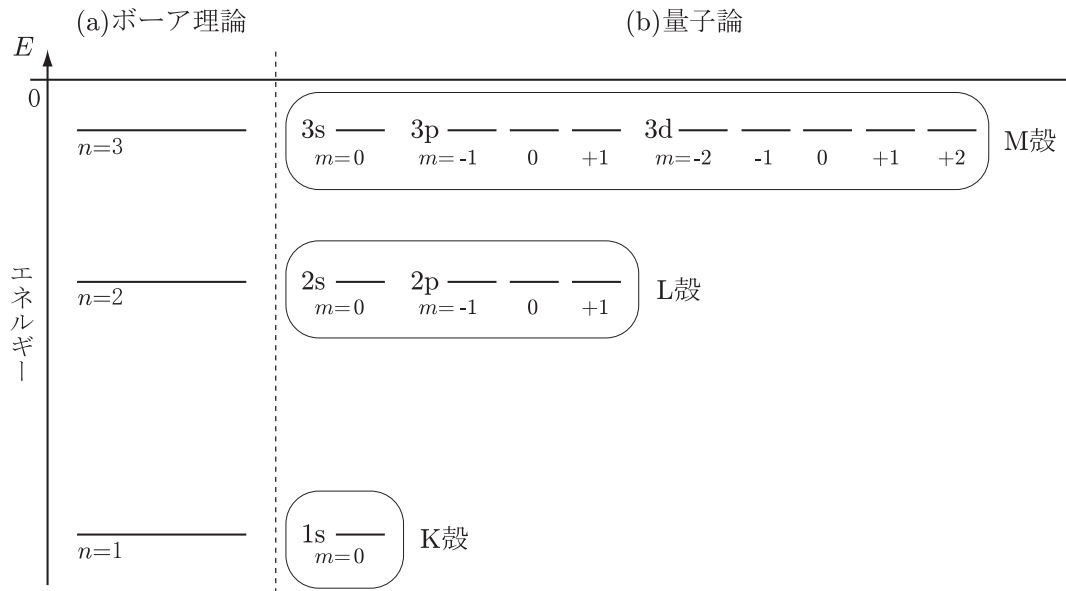 (a)ボーア理論
(b)量子論
E
0
n=3
3s
m=0
3p
m=-1 0 +1
3d
m=-2 -1 0 +1 +2
M殻
エネルギー
n=2
2s
m=0
2p
m=-1 0 +1
L殻
n=1
1s
m=0
K殻